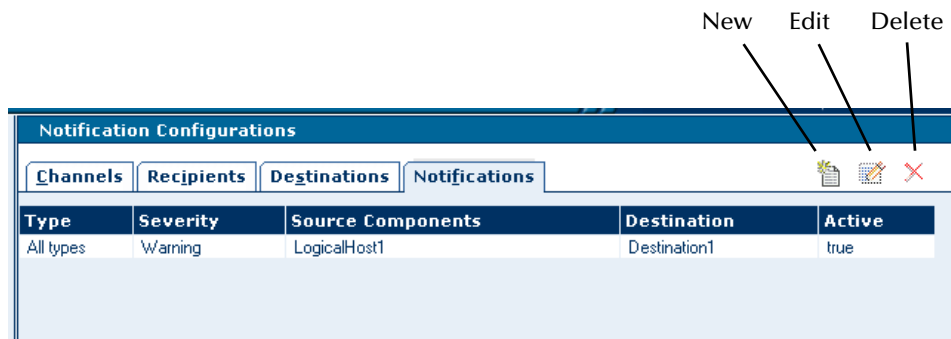 New Edit Delete
Notification Configurations
Channels Recipients Destinations Notifications
Type Severity Source Components Destination Active
All types Warning LogicalHost1 Destination1 true